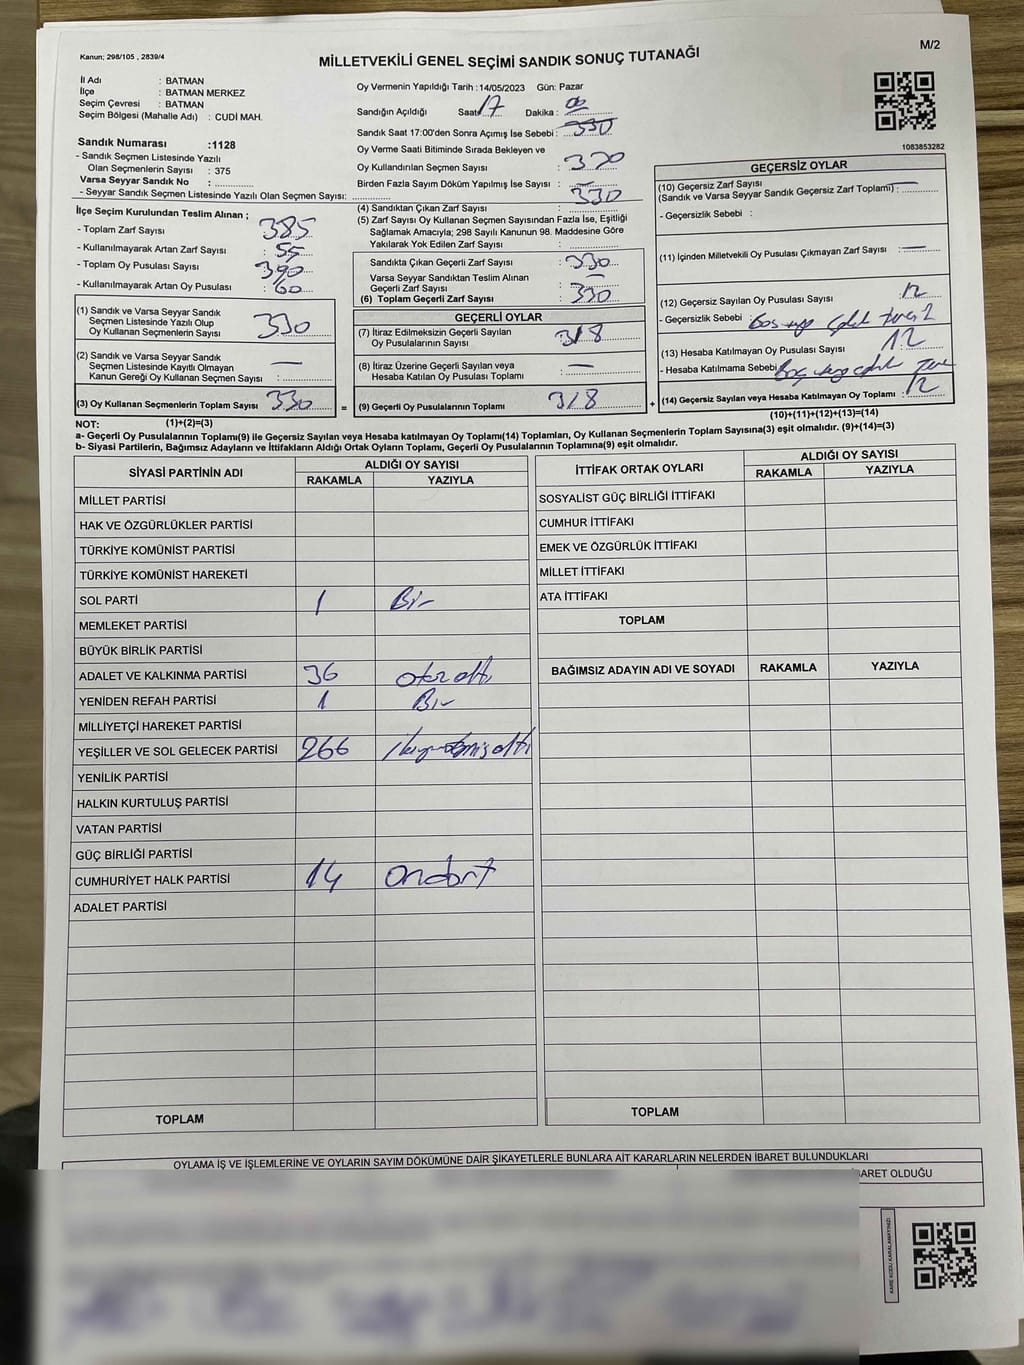 Kanun; 298/105 , 2839/4
M/2
MİLLETVEKİLİ GENEL SEÇİMİ SANDIK SONUÇ TUTANAĞI
İl Adı : BATMAN
İlçe : BATMAN MERKEZ
Seçim Çevresi : BATMAN
Seçim Bölgesi (Mahalle Adı) : CUDİ MAH.
Sandık Numarası :1128
- Sandık Seçmen Listesinde Yazılı
Olan Seçmenlerin Sayısı : 375
Varsa Seyyar Sandık No :
- Seyyar Sandık Seçmen Listesinde Yazılı Olan Seçmen Sayısı:
Oy Vermenin Yapıldığı Tarih :14/05/2023 Gün: Pazar
Sandığın Açıldığı Saat: 17 Dakika :
Sandık Saat 17:00'den Sonra Açımış İse Sebebi : 330
Oy Verme Saati Bitiminde Sırada Bekleyen ve
Oy Kullandırılan Seçmen Sayısı :
Birden Fazla Sayım Döküm Yapılmış İse Sayısı :
1083853282
İlçe Seçim Kurulundan Teslim Alınan ;
- Toplam Zarf Sayısı : 385
- Kullanılmayarak Artan Zarf Sayısı : 55
- Toplam Oy Pusulası Sayısı : 390
- Kullanılmayarak Artan Oy Pusulası : 60
(1) Sandık ve Varsa Seyyar Sandık
Seçmen Listesinde Yazılı Olup
Oy Kullanan Seçmenlerin Sayısı : 330
(2) Sandık ve Varsa Seyyar Sandık
Seçmen Listesinde Kayıtlı Olmayan
Kanun Gereği Oy Kullanan Seçmen Sayısı : —
(3) Oy Kullanan Seçmenlerin Toplam Sayısı : 330 =
(1)+(2)=(3)
(4) Sandıktan Çıkan Zarf Sayısı : 330
(5) Zarf Sayısı Oy Kullanan Seçmen Sayısından Fazla İse, Eşitliği
Sağlamak Amacıyla; 298 Sayılı Kanunun 98. Maddesine Göre
Yakılarak Yok Edilen Zarf Sayısı :
Sandıkta Çıkan Geçerli Zarf Sayısı : 330
Varsa Seyyar Sandıktan Teslim Alınan
Geçerli Zarf Sayısı :
(6) Toplam Geçerli Zarf Sayısı : 330
GEÇERLİ OYLAR
(7) İtiraz Edilmeksizin Geçerli Sayılan
Oy Pusulalarının Sayısı : 318
(8) İtiraz Üzerine Geçerli Sayılan veya
Hesaba Katılan Oy Pusulası Toplamı : —
(9) Geçerli Oy Pusulalarının Toplamı : 318 +
GEÇERSİZ OYLAR
(10) Geçersiz Zarf Sayısı
(Sandık ve Varsa Seyyar Sandık Geçersiz Zarf Toplamı) : —
- Geçersizlik Sebebi :
(11) İçinden Milletvekili Oy Pusulası Çıkmayan Zarf Sayısı : —
(12) Geçersiz Sayılan Oy Pusulası Sayısı : 12
- Geçersizlik Sebebi :
(13) Hesaba Katılmayan Oy Pusulası Sayısı : 12
- Hesaba Katılmama Sebebi
(14) Geçersiz Sayılan veya Hesaba Katılmayan Oy Toplamı : 12
(10)+(11)+(12)+(13)=(14)
NOT:
a- Geçerli Oy Pusulalarının Toplamı(9) ile Geçersiz Sayılan veya Hesaba katılmayan Oy Toplamı(14) Toplamları, Oy Kullanan Seçmenlerin Toplam Sayısına(3) eşit olmalıdır. (9)+(14)=(3)
b- Siyasi Partilerin, Bağımsız Adayların ve İttifakların Aldığı Ortak Oyların Toplamı, Geçerli Oy Pusulalarının Toplamına(9) eşit olmalıdır.
SİYASİ PARTİNİN ADI ALDIĞI OY SAYISI
RAKAMLA YAZIYLA
MİLLET PARTİSİ
HAK VE ÖZGÜRLÜKLER PARTİSİ
TÜRKİYE KOMÜNİST PARTİSİ
TÜRKİYE KOMÜNİST HAREKETİ
SOL PARTİ 1 Bir
MEMLEKET PARTİSİ
BÜYÜK BİRLİK PARTİSİ
ADALET VE KALKINMA PARTİSİ 36 otuz altı
YENİDEN REFAH PARTİSİ 1 Bir
MİLLİYETÇİ HAREKET PARTİSİ
YEŞİLLER VE SOL GELECEK PARTİSİ 266
YENİLİK PARTİSİ
HALKIN KURTULUŞ PARTİSİ
VATAN PARTİSİ
GÜÇ BİRLİĞİ PARTİSİ
CUMHURİYET HALK PARTİSİ 14 ondört
ADALET PARTİSİ
TOPLAM
İTTİFAK ORTAK OYLARI ALDIĞI OY SAYISI
RAKAMLA YAZIYLA
SOSYALİST GÜÇ BİRLİĞİ İTTİFAKI
CUMHUR İTTİFAKI
EMEK VE ÖZGÜRLÜK İTTİFAKI
MİLLET İTTİFAKI
ATA İTTİFAKI
TOPLAM
BAĞIMSIZ ADAYIN ADI VE SOYADI RAKAMLA YAZIYLA
TOPLAM
OYLAMA İŞ VE İŞLEMLERİNE VE OYLARIN SAYIM DÖKÜMÜNE DAİR ŞİKAYETLERLE BUNLARA AİT KARARLARIN NELERDEN İBARET BULUNDUKLARI
BARET OLDUĞU
KARE KODU KARALAMAYINIZ!